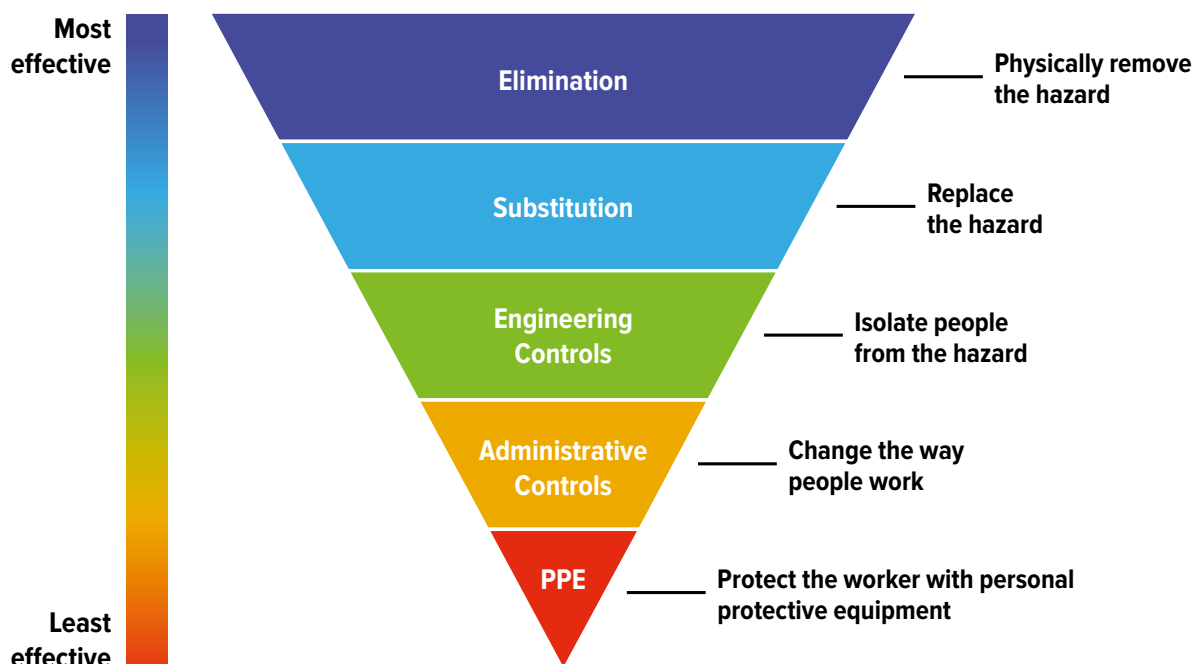 Most
effective
Elimination
Physically remove
the hazard
Substitution
Replace
the hazard
Engineering
Controls
Isolate people
from the hazard
Administrative
Controls
Change the way
people work
PPE
Protect the worker with personal
protective equipment
Least
effective